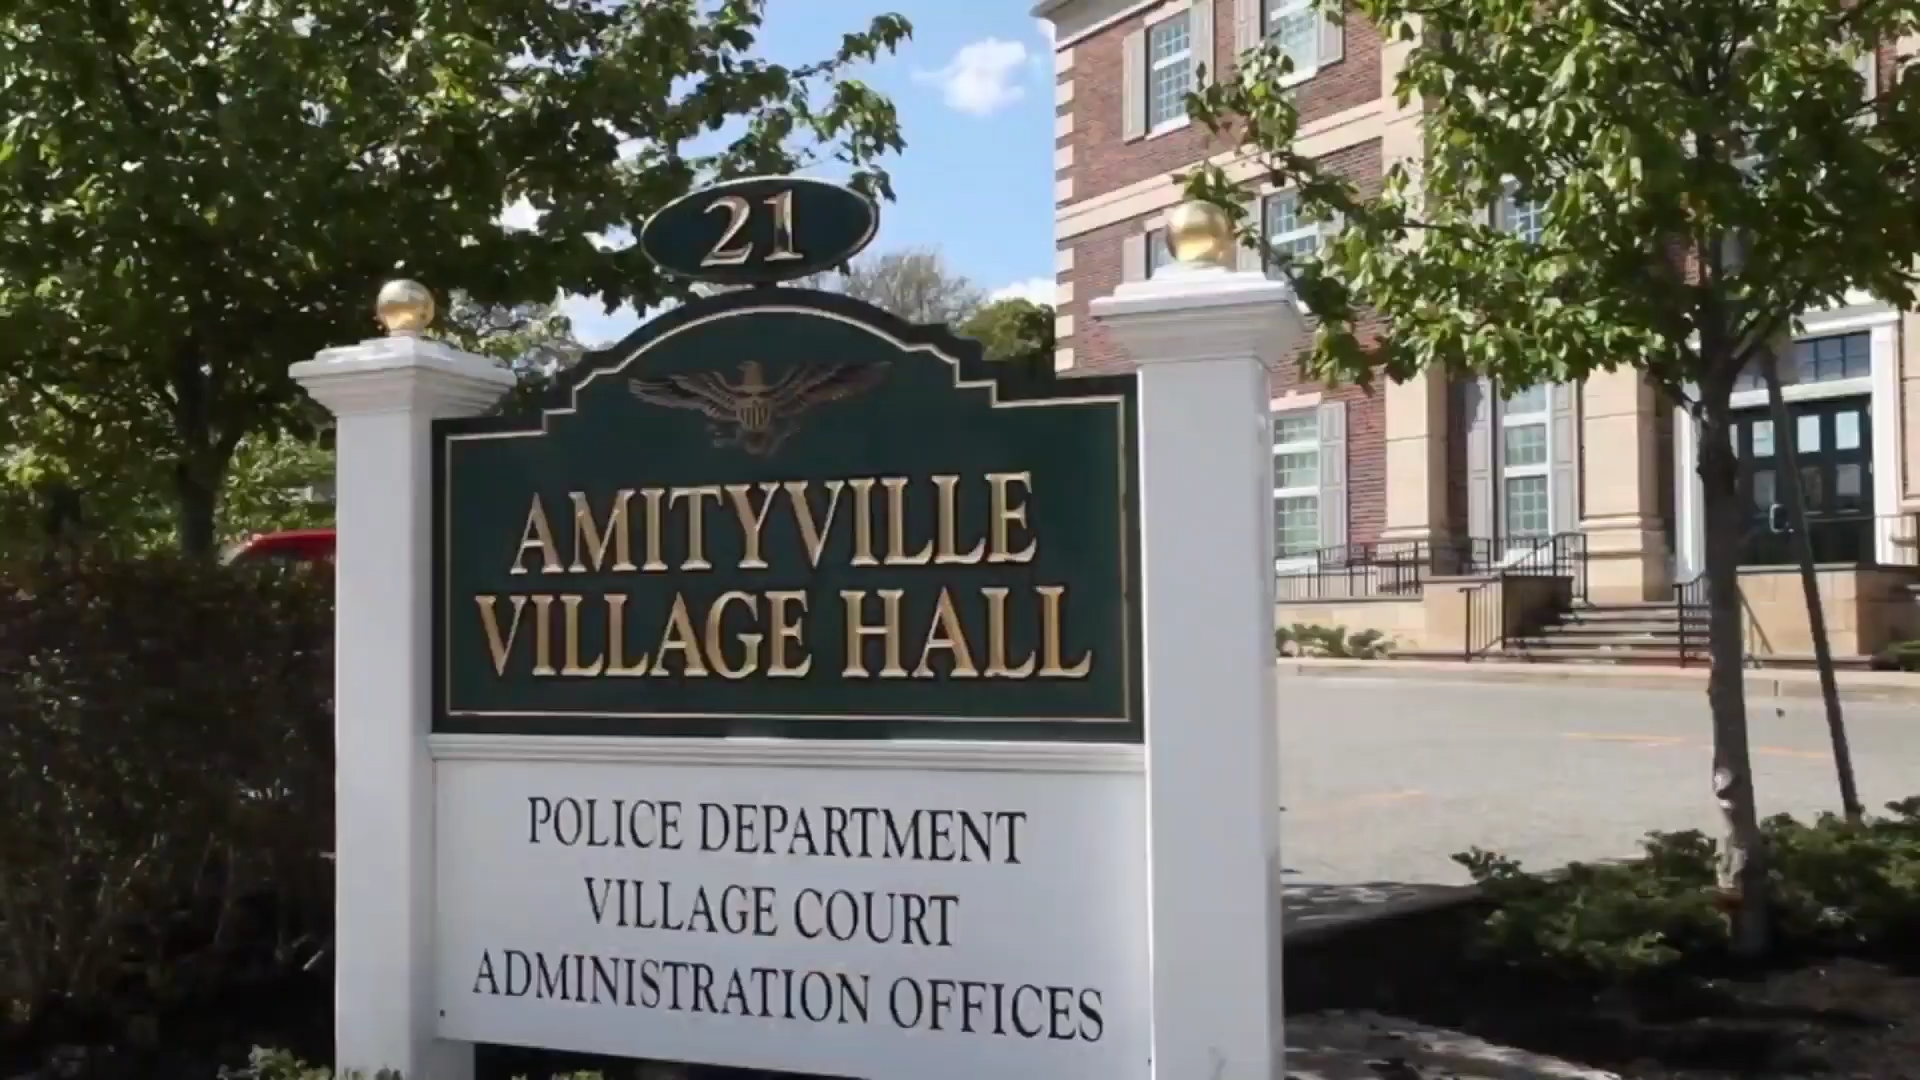 21
AMITYVILLE
VILLAGE HALL
POLICE DEPARTMENT
VILLAGE COURT
ADMINISTRATION OFFICES